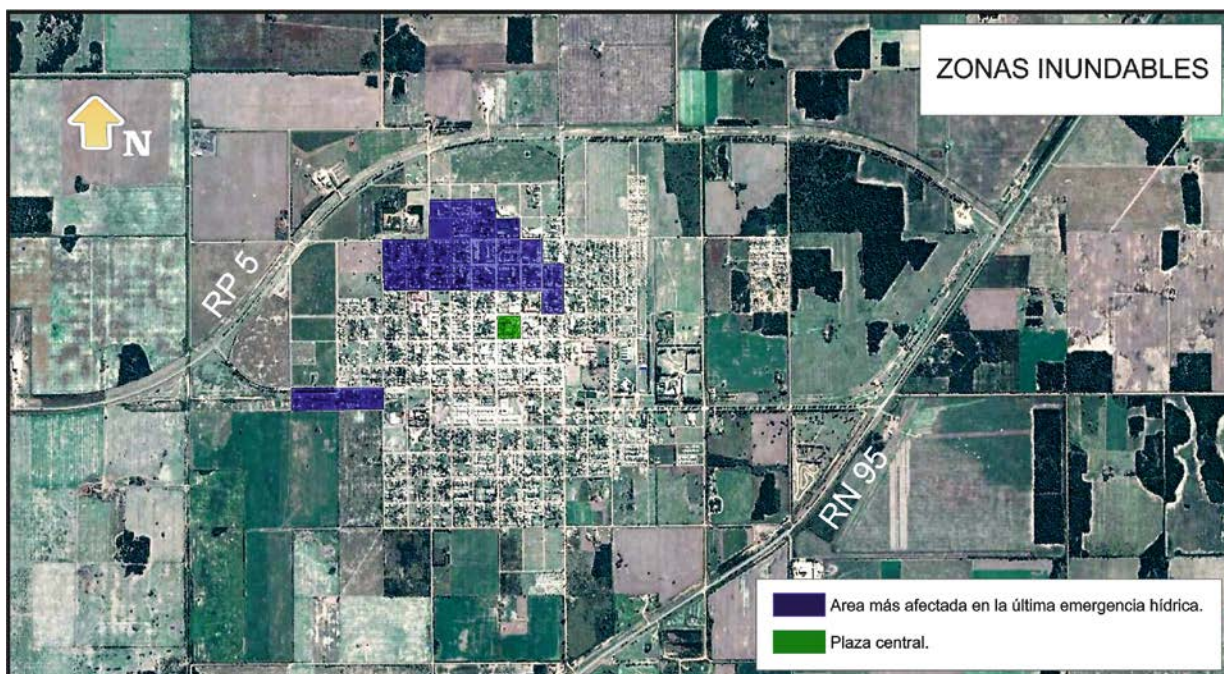 ZONAS INUNDABLES
N
RP 5
RN 95
Area más afectada en la última emergencia hídrica.
Plaza central.